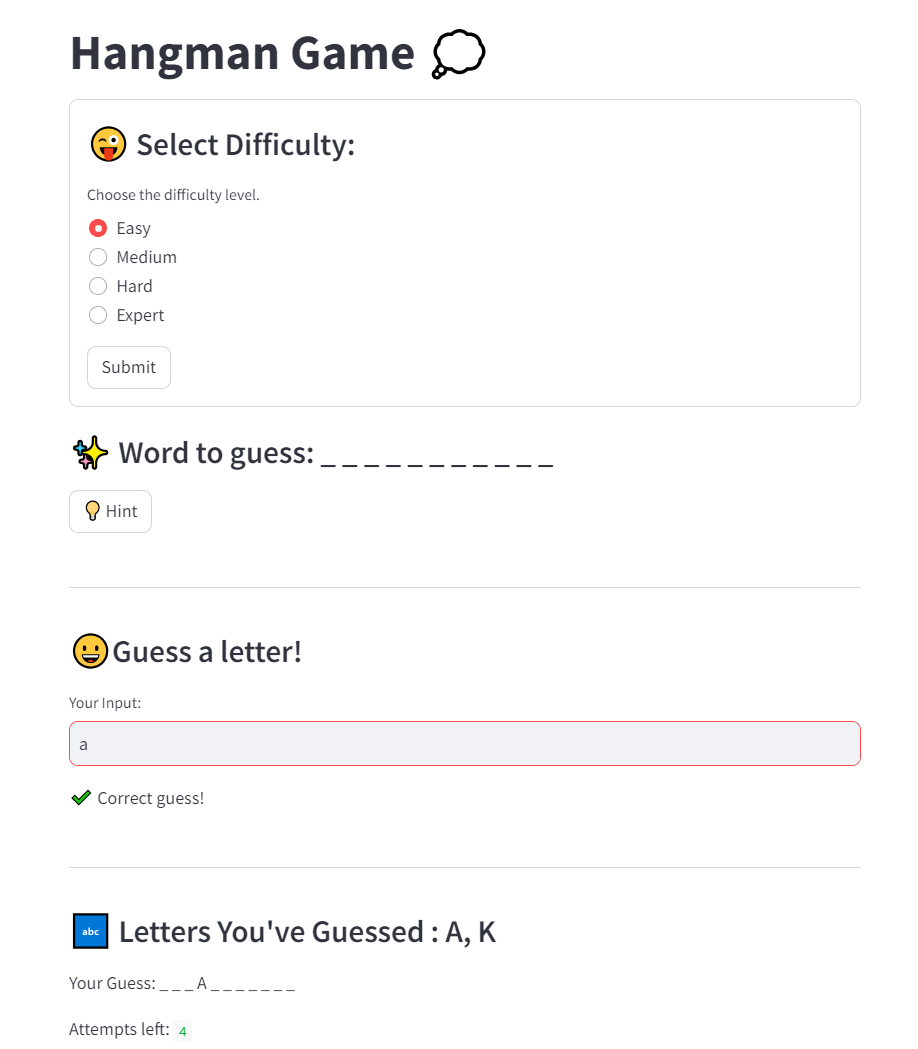 Hangman Game
Select Difficulty:
Choose the difficulty level.
Easy
Medium
Hard
Expert
Submit
Word to guess: _ _ _ _ _ _ _ _ _ _ _
Hint
Guess a letter!
Your Input:
a
Correct guess!
abc Letters You've Guessed : A, K
Your Guess: _ _ _ A _ _ _ _ _ _ _
Attempts left: 4